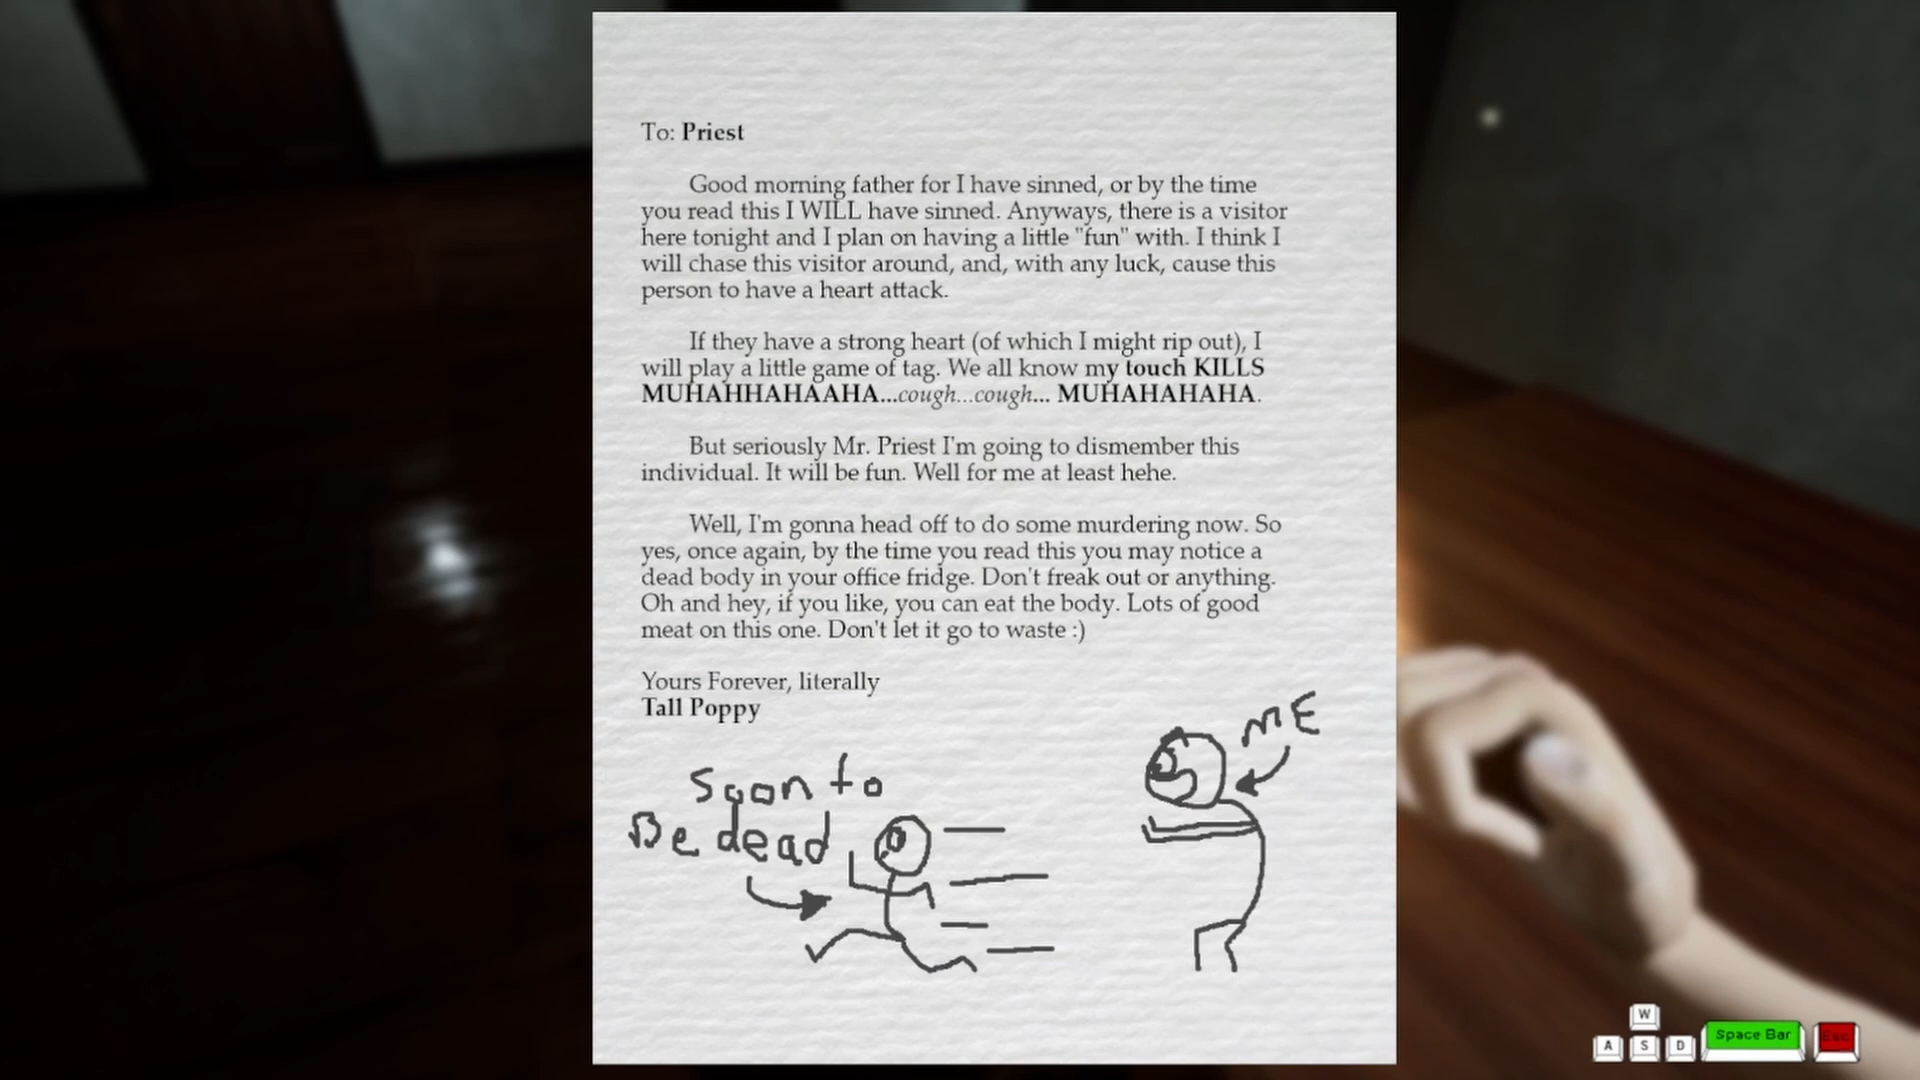 To: Priest
Good morning father for I have sinned, or by the time
you read this I WILL have sinned. Anyways, there is a visitor
here tonight and I plan on having a little "fun" with. I think I
will chase this visitor around, and, with any luck, cause this
person to have a heart attack.
If they have a strong heart (of which I might rip out), I
will play a little game of tag. We all know my touch KILLS
MUHAHHAHAAHA...cough...cough... MUHAHAHAHA.
But seriously Mr. Priest I'm going to dismember this
individual. It will be fun. Well for me at least hehe.
Well, I'm gonna head off to do some murdering now. So
yes, once again, by the time you read this you may notice a
dead body in your office fridge. Don't freak out or anything.
Oh and hey, if you like, you can eat the body. Lots of good
meat on this one. Don't let it go to waste :)
Yours Forever, literally
Tall Poppy
ME
Soon to
Be dead
W
A S D Space Bar Esc